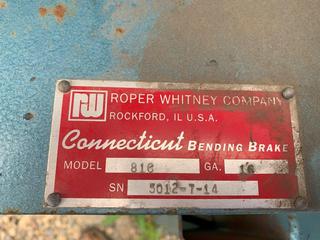 RW ROPER WHITNEY COMPANY
ROCKFORD, IL U.S.A.
Connecticut BENDING BRAKE
MODEL 816 GA. 16
SN 5012-7-14